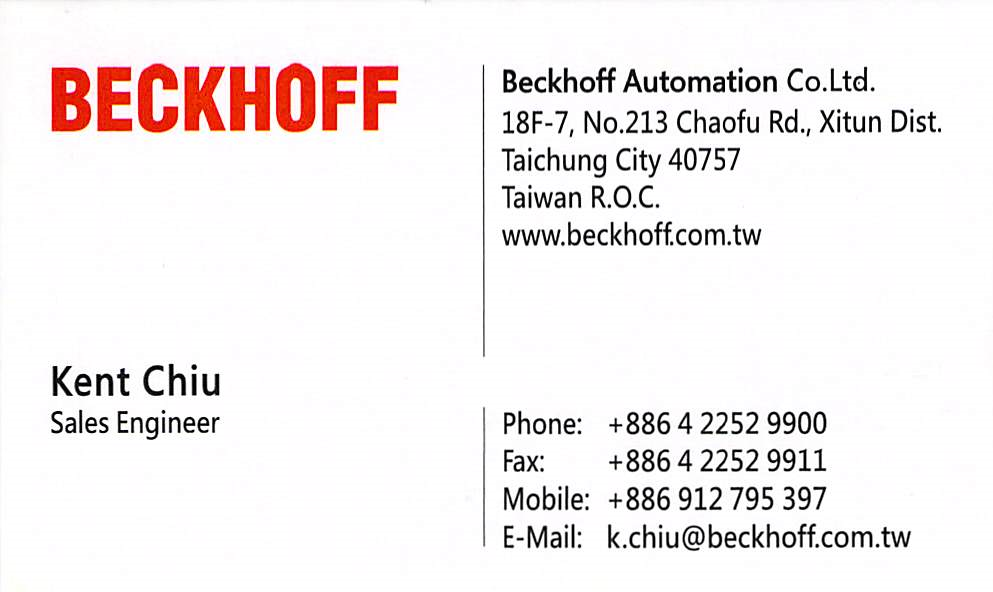 BECKHOFF
Kent Chiu
Sales Engineer
Beckhoff Automation Co.Ltd.
18F-7, No.213 Chaofu Rd., Xitun Dist.
Taichung City 40757
Taiwan R.O.C.
www.beckhoff.com.tw
Phone: +886 4 2252 9900
Fax: +886 4 2252 9911
Mobile: +886 912 795 397
E-Mail: k.chiu@beckhoff.com.tw